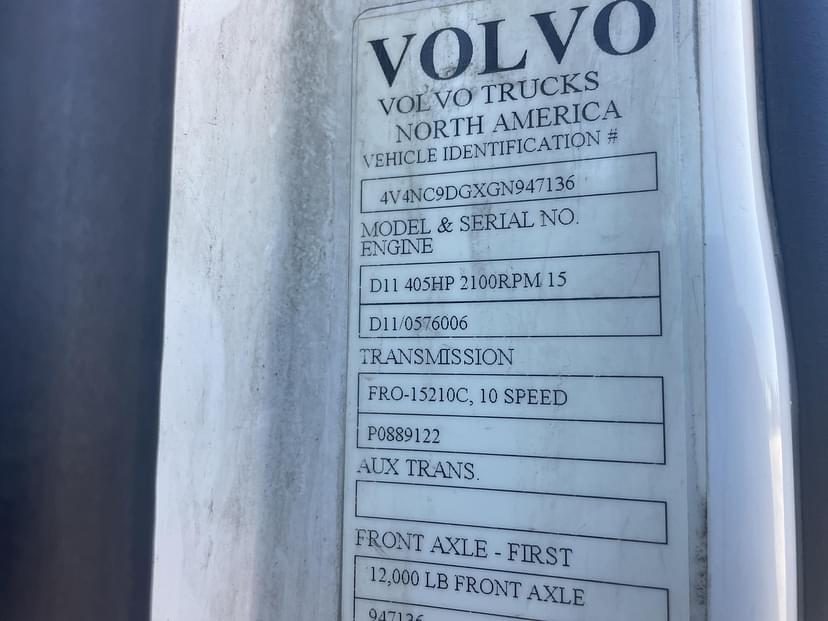 VOLVO
VOLVO TRUCKS
NORTH AMERICA
VEHICLE IDENTIFICATION #
4V4NC9DGXGN947136
MODEL & SERIAL NO.
ENGINE
D11 405HP 2100RPM 15
D11/0576006
TRANSMISSION
FRO-15210C, 10 SPEED
P0889122
AUX TRANS.
FRONT AXLE - FIRST
12,000 LB FRONT AXLE
947136